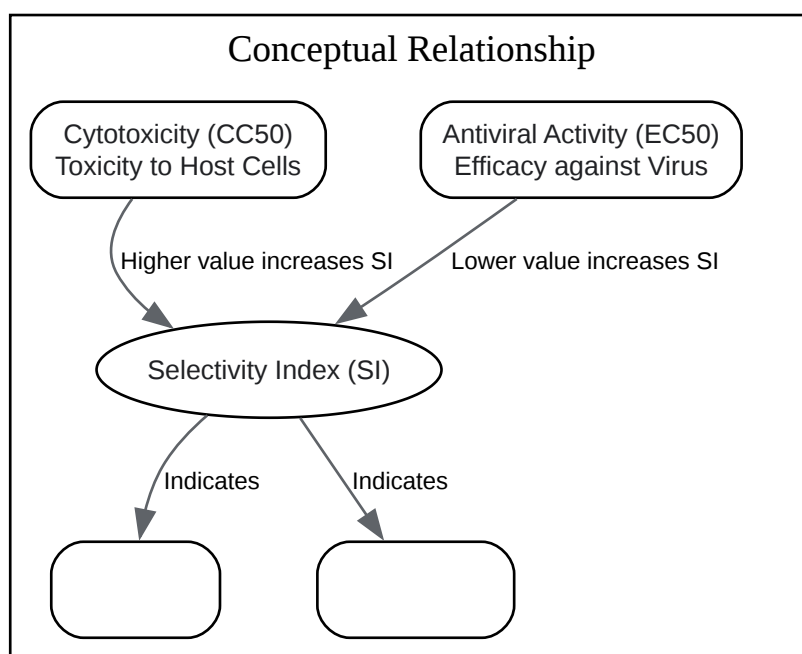 Conceptual Relationship
Cytotoxicity (CC50)
Toxicity to Host Cells
Antiviral Activity (EC50)
Efficacy against Virus
Higher value increases SI
Lower value increases SI
Selectivity Index (SI)
Indicates
Indicates